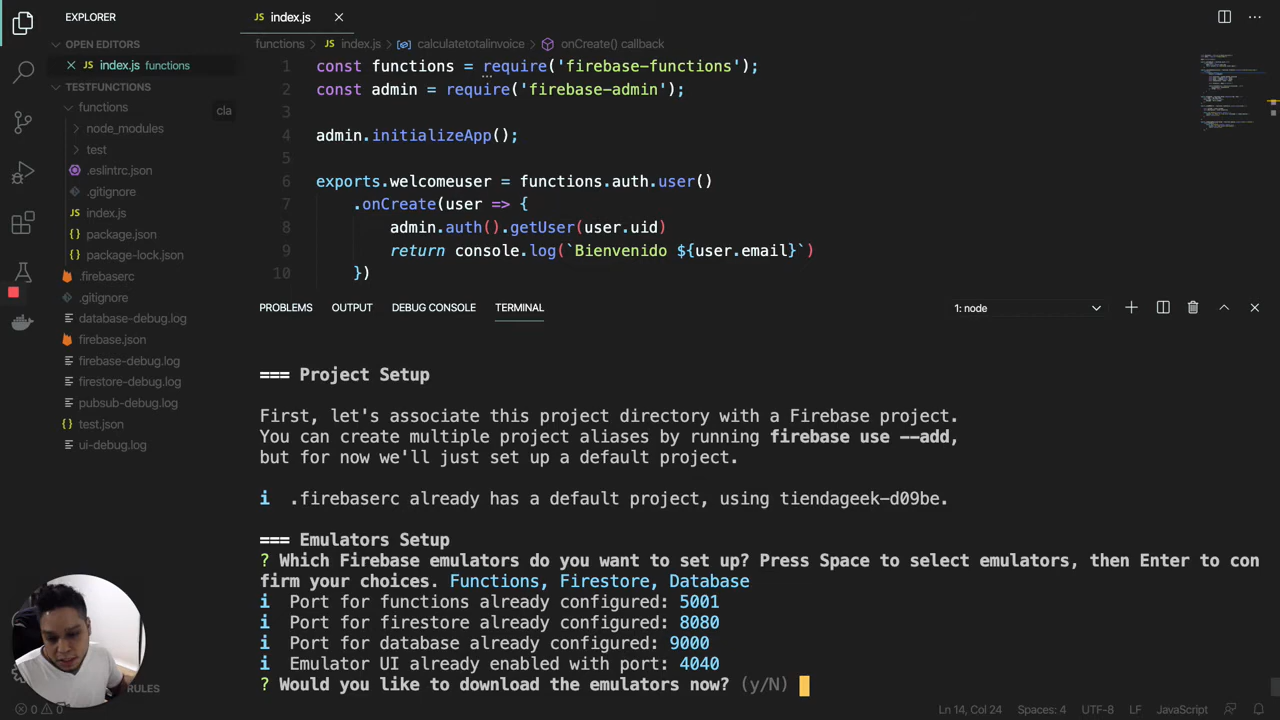 EXPLORER
OPEN EDITORS
index.js functions
TESTFUNCTIONS
functions
cla
node_modules
test
.eslintrc.json
.gitignore
index.js
package.json
package-lock.json
.firebaserc
.gitignore
database-debug.log
firebase.json
firebase-debug.log
firestore-debug.log
pubsub-debug.log
test.json
ui-debug.log
RULES
JS index.js
functions > JS index.js > calculatetotalinvoice > onCreate() callback
1 const functions = require('firebase-functions');
2 const admin = require('firebase-admin');
3
4 admin.initializeApp();
5
6 exports.welcomeuser = functions.auth.user()
7 .onCreate(user => {
8 admin.auth().getUser(user.uid)
9 return console.log(`Bienvenido ${user.email}`)
10 })
PROBLEMS OUTPUT DEBUG CONSOLE TERMINAL 1: node
=== Project Setup
First, let's associate this project directory with a Firebase project.
You can create multiple project aliases by running firebase use --add,
but for now we'll just set up a default project.
i .firebaserc already has a default project, using tiendageek-d09be.
=== Emulators Setup
? Which Firebase emulators do you want to set up? Press Space to select emulators, then Enter to con
firm your choices. Functions, Firestore, Database
i Port for functions already configured: 5001
i Port for firestore already configured: 8080
i Port for database already configured: 9000
i Emulator UI already enabled with port: 4040
? Would you like to download the emulators now? (y/N)
0 0 Ln 14, Col 24 Spaces: 4 UTF-8 LF JavaScript